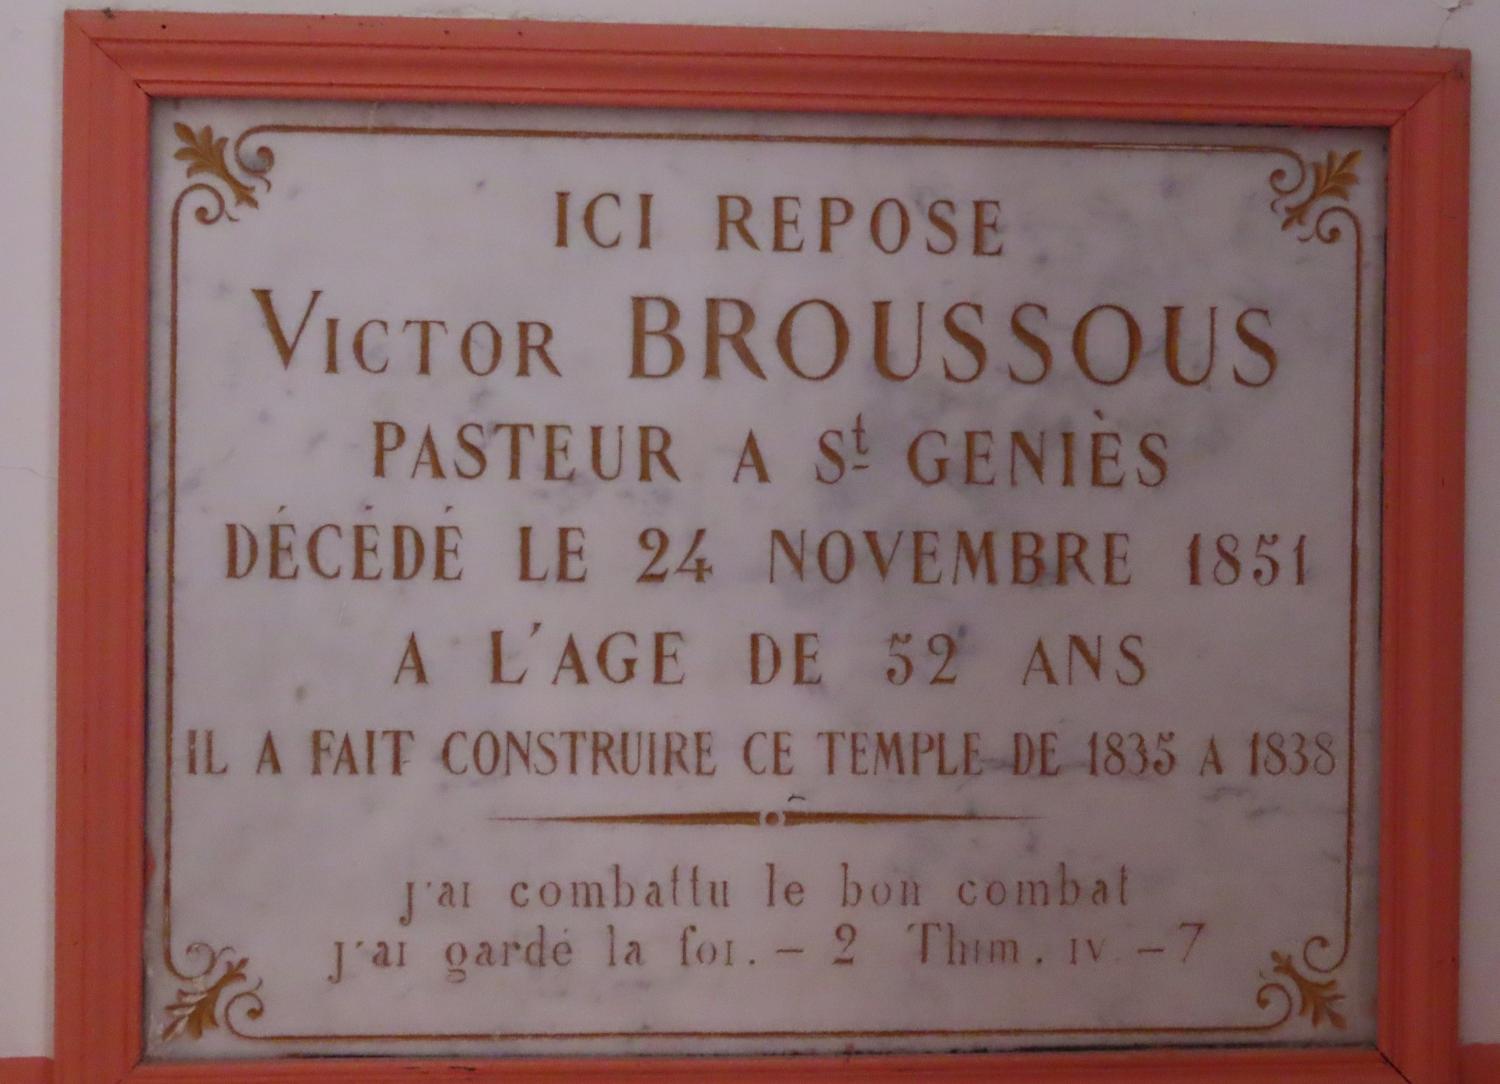 ICI REPOSE
VICTOR BROUSSOUS
PASTEUR A St GENIÈS
DÉCÉDÉ LE 24 NOVEMBRE 1851
A L'AGE DE 52 ANS
IL A FAIT CONSTRUIRE CE TEMPLE DE 1835 A 1838
j'ai combattu le bon combat
j'ai gardé la foi. - 2 Thim. IV. - 7